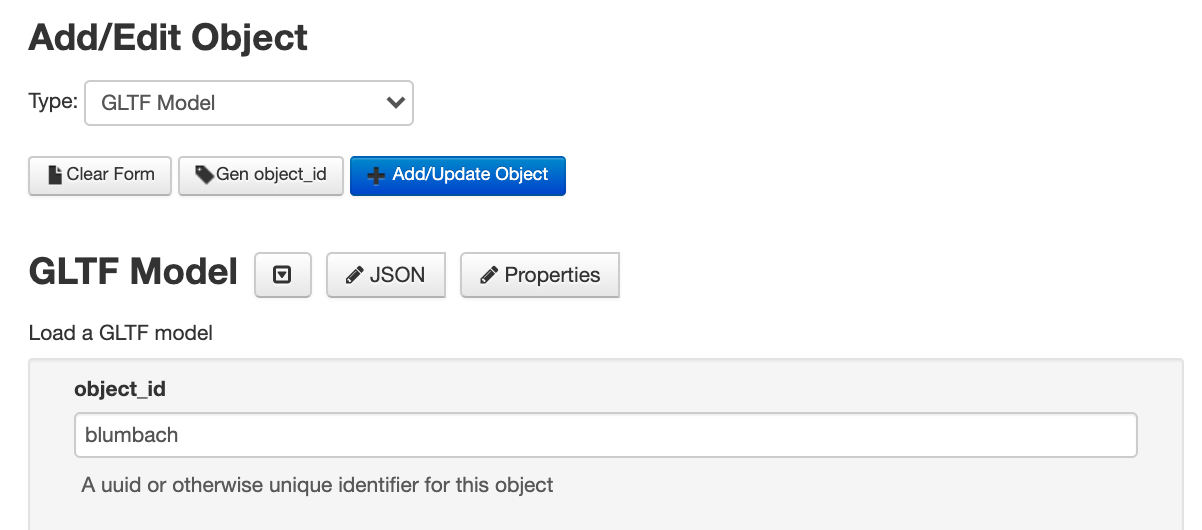 Add/Edit Object
Type: GLTF Model
Clear Form Gen object_id Add/Update Object
GLTF Model JSON Properties
Load a GLTF model
object_id
blumbach
A uuid or otherwise unique identifier for this object